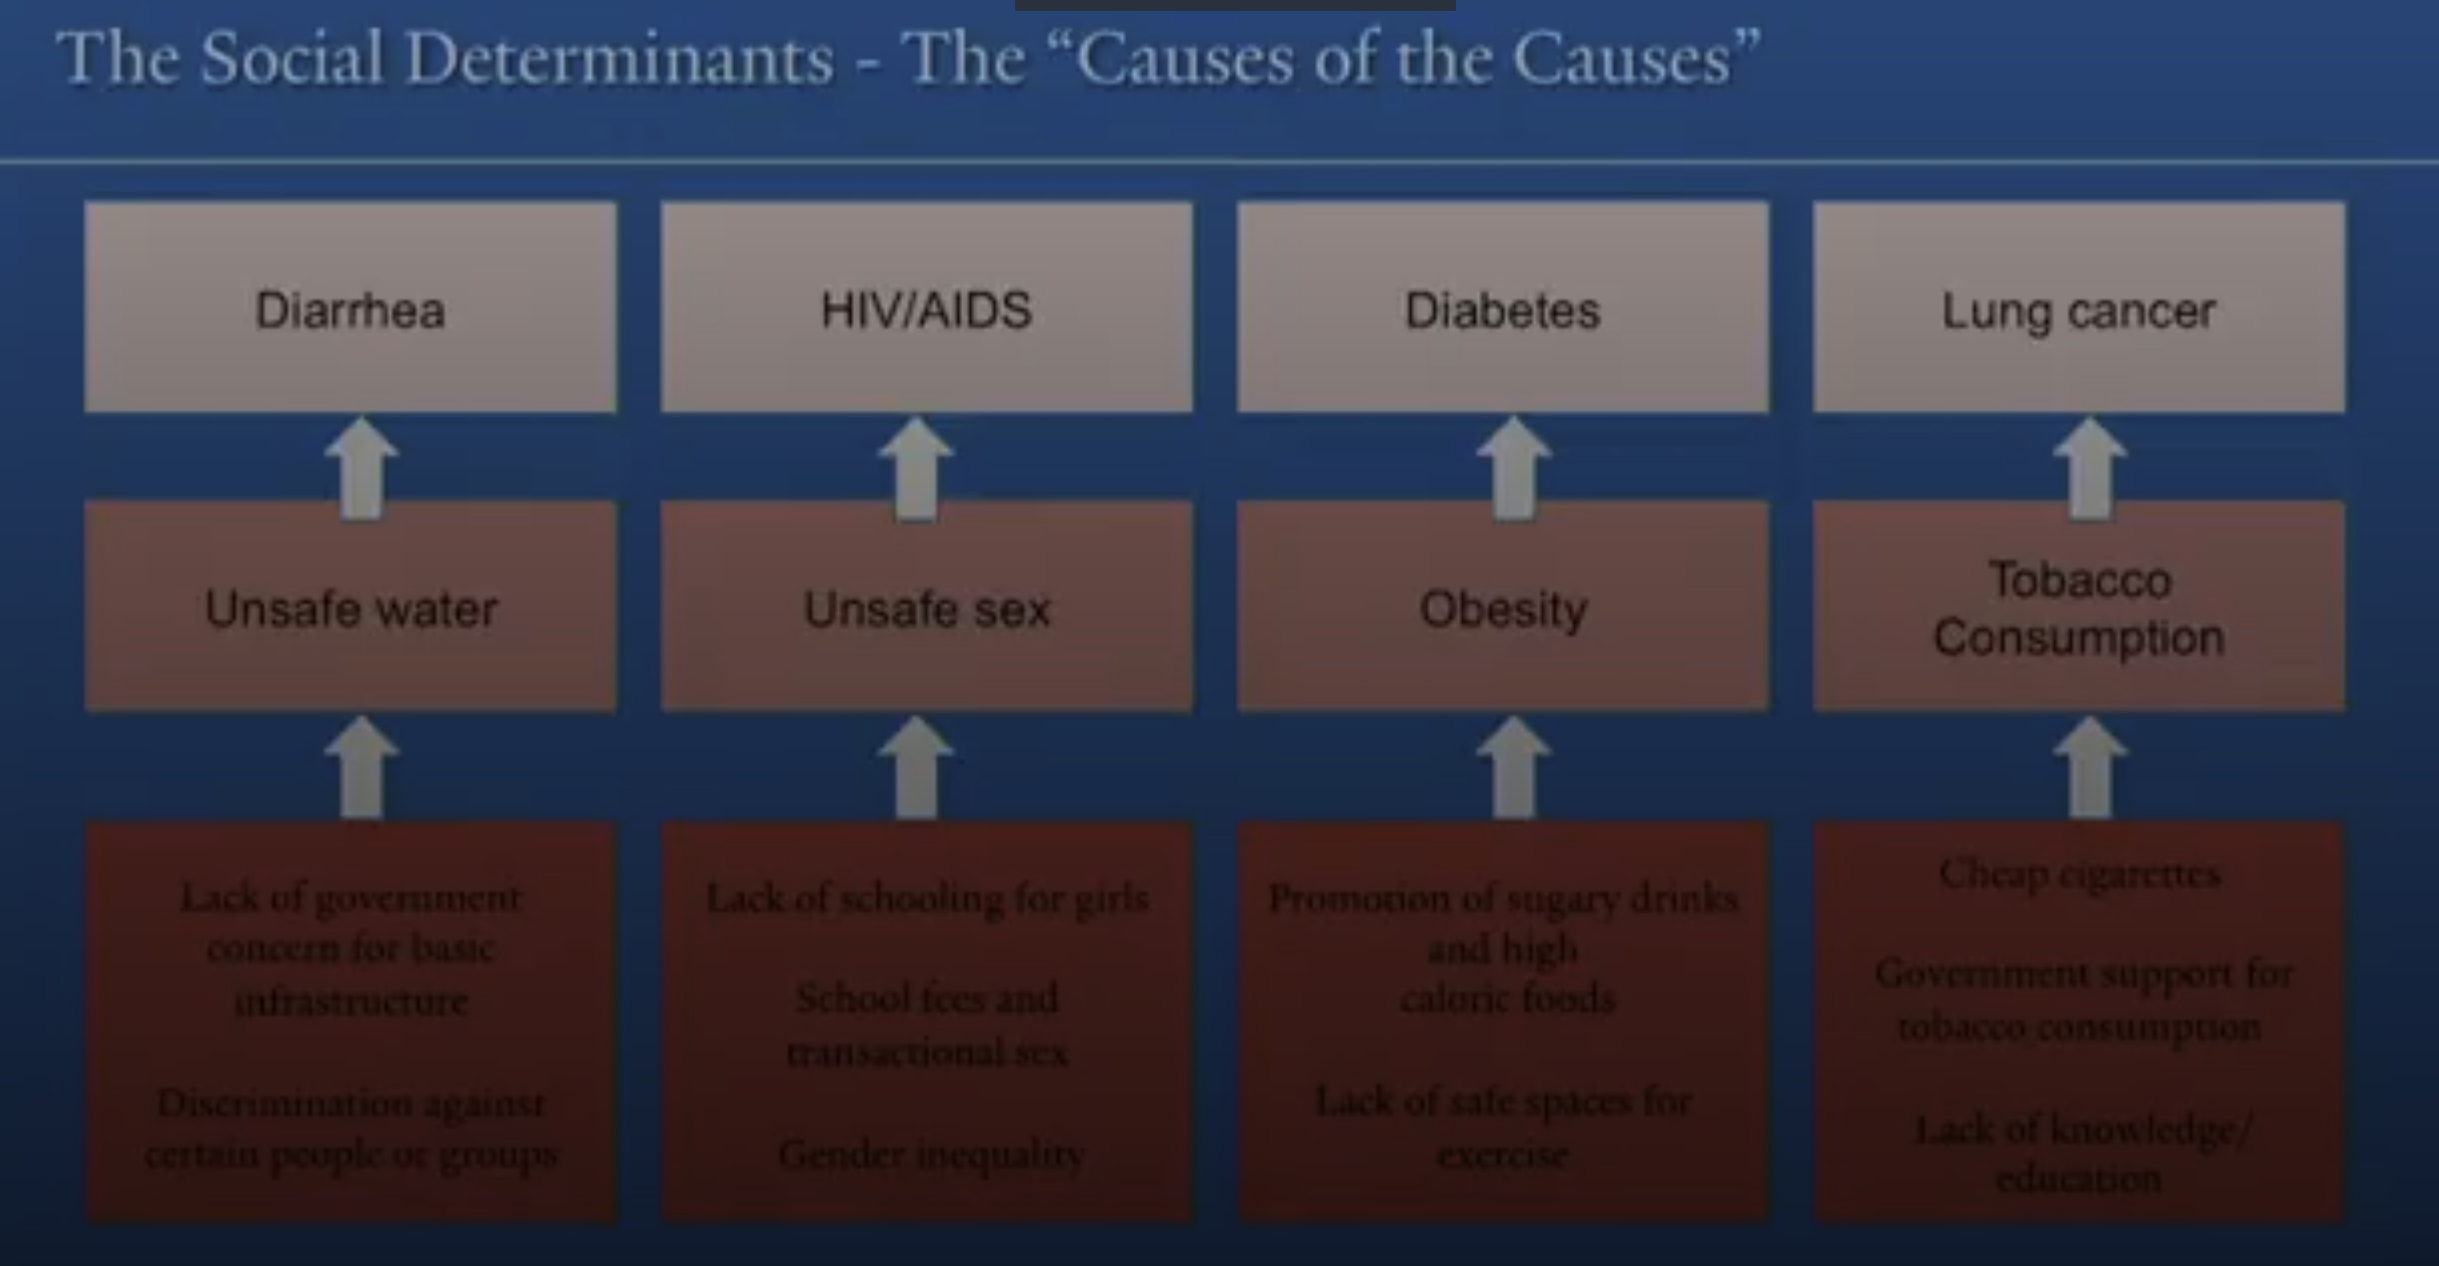 The Social Determinants - The “Causes of the Causes”
Diarrhea
HIV/AIDS
Diabetes
Lung cancer
Unsafe water
Unsafe sex
Obesity
Tobacco
Consumption
Lack of government
concern for basic
infrastructure
Discrimination against
certain people or groups
Lack of schooling for girls
School fees and
transactional sex
Gender inequality
Promotion of sugary drinks
and high
caloric foods
Lack of safe spaces for
exercise
Cheap cigarettes
Government support for
tobacco consumption
Lack of knowledge/
education